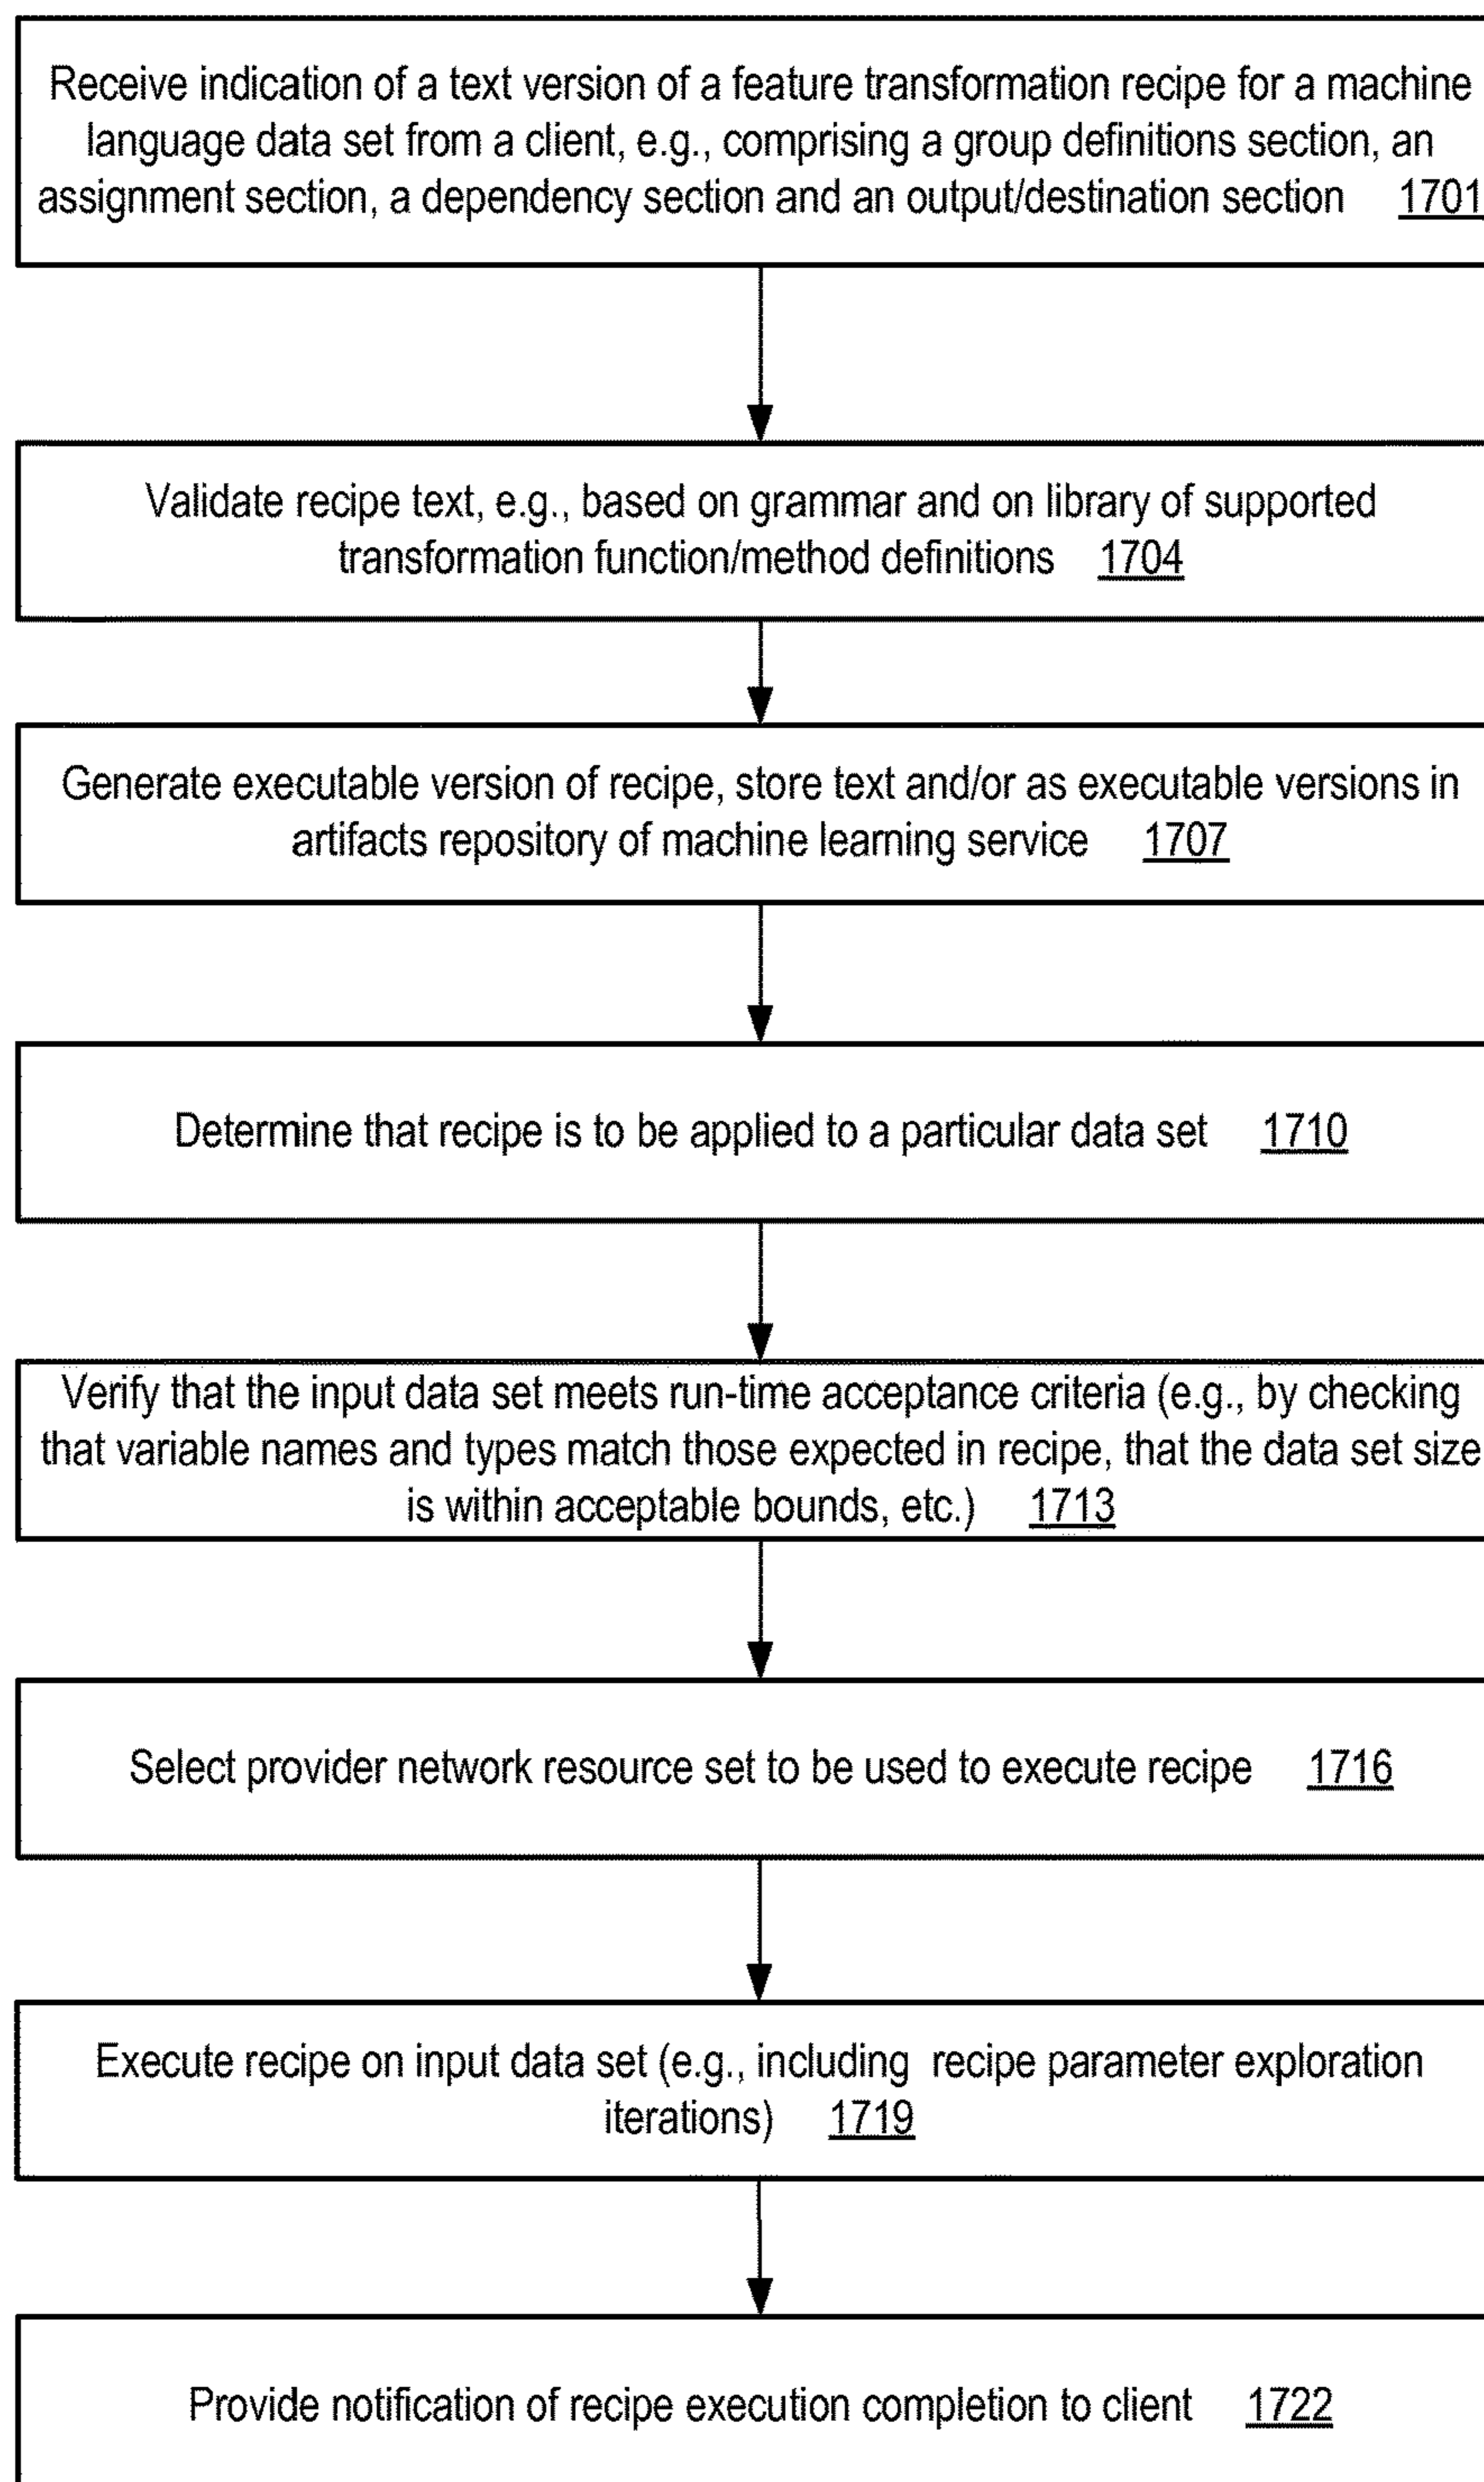 Receive indication of a text version of a feature transformation recipe for a machine
language data set from a client, e.g., comprising a group definitions section, an
assignment section, a dependency section and an output/destination section 1701
Validate recipe text, e.g., based on grammar and on library of supported
transformation function/method definitions 1704
Generate executable version of recipe, store text and/or as executable versions in
artifacts repository of machine learning service 1707
Determine that recipe is to be applied to a particular data set 1710
Verify that the input data set meets run-time acceptance criteria (e.g., by checking
that variable names and types match those expected in recipe, that the data set size
is within acceptable bounds, etc.) 1713
Select provider network resource set to be used to execute recipe 1716
Execute recipe on input data set (e.g., including recipe parameter exploration
iterations) 1719
Provide notification of recipe execution completion to client 1722